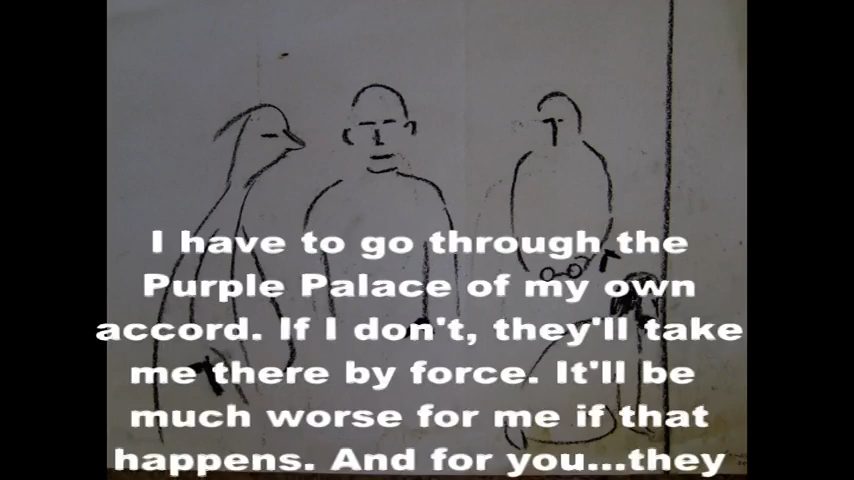 I have to go through the
Purple Palace of my own
accord. If I don't, they'll take
me there by force. It'll be
much worse for me if that
happens. And for you...they